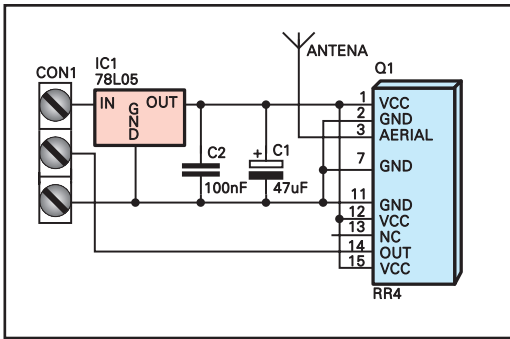 ANTENA
IC1
78L05
CON1
IN
GND
OUT
C2
100nF
+
C1
47uF
Q1
1 VCC
2 GND
3 AERIAL
7 GND
11 GND
12 VCC
13 NC
14 OUT
15 VCC
RR4